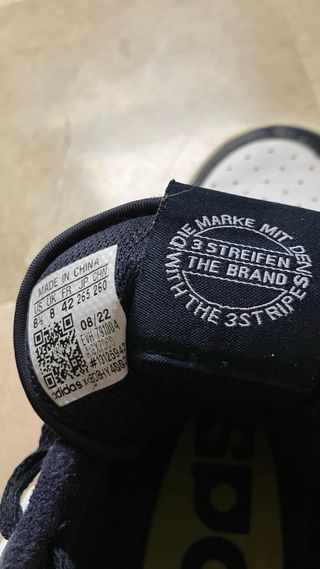 MADE IN CHINA
US UK FR JP CHN
8½ 8 42 265 260
08/22
adidas
DIE MARKE MIT DEN
3 STREIFEN
THE BRAND
WITH THE 3 STRIPES